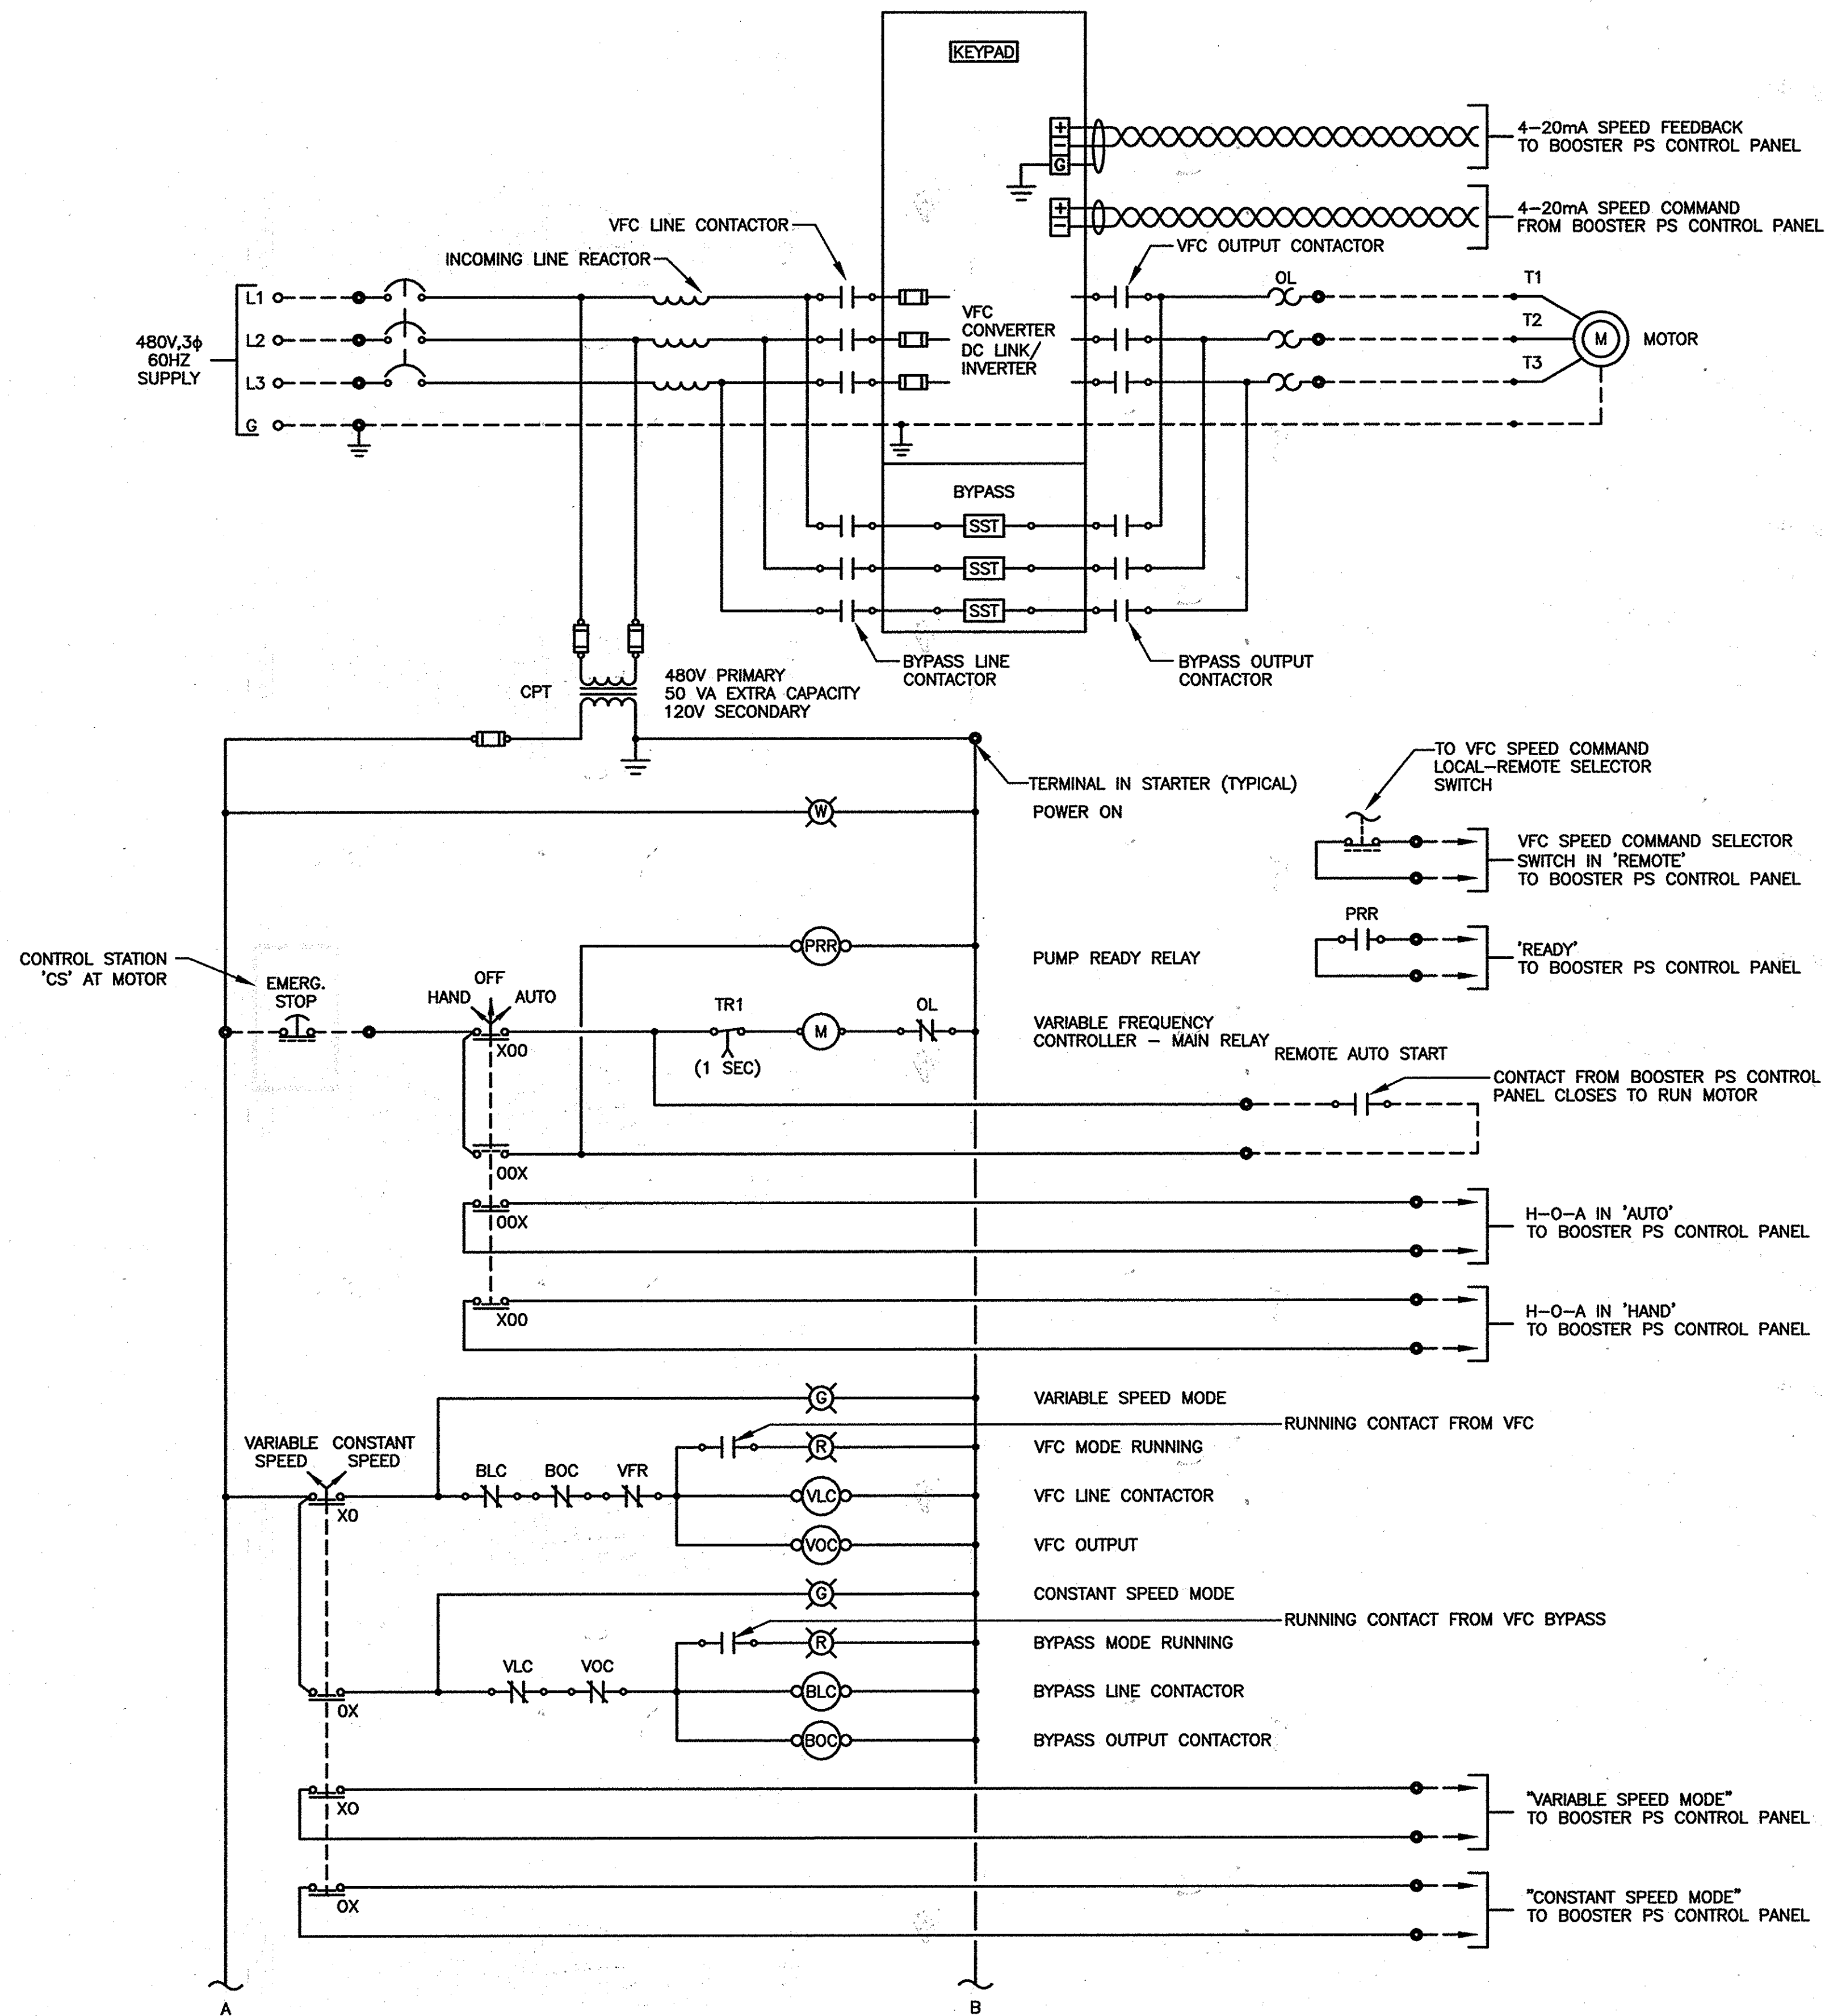 KEYPAD
+
-
G
4-20mA SPEED FEEDBACK
TO BOOSTER PS CONTROL PANEL
+
-
4-20mA SPEED COMMAND
FROM BOOSTER PS CONTROL PANEL
VFC LINE CONTACTOR
VFC OUTPUT CONTACTOR
INCOMING LINE REACTOR
480V,3ϕ
60HZ
SUPPLY
L1
L2
L3
G
VFC
CONVERTER
DC LINK/
INVERTER
OL
T1
T2
T3
M
MOTOR
BYPASS
SST
SST
SST
BYPASS LINE
CONTACTOR
BYPASS OUTPUT
CONTACTOR
CPT
480V PRIMARY
50 VA EXTRA CAPACITY
120V SECONDARY
TERMINAL IN STARTER (TYPICAL)
W
POWER ON
TO VFC SPEED COMMAND
LOCAL-REMOTE SELECTOR
SWITCH
VFC SPEED COMMAND SELECTOR
SWITCH IN 'REMOTE'
TO BOOSTER PS CONTROL PANEL
PRR
'READY'
TO BOOSTER PS CONTROL PANEL
CONTROL STATION
'CS' AT MOTOR
EMERG.
STOP
OFF
HAND
AUTO
XOO
PRR
PUMP READY RELAY
TR1
(1 SEC)
M
OL
VARIABLE FREQUENCY
CONTROLLER - MAIN RELAY
REMOTE AUTO START
CONTACT FROM BOOSTER PS CONTROL
PANEL CLOSES TO RUN MOTOR
OOX
OOX
H-O-A IN 'AUTO'
TO BOOSTER PS CONTROL PANEL
XOO
H-O-A IN 'HAND'
TO BOOSTER PS CONTROL PANEL
G
VARIABLE SPEED MODE
RUNNING CONTACT FROM VFC
R
VFC MODE RUNNING
VARIABLE CONSTANT
SPEED SPEED
XO
BLC
BOC
VFR
VLC
VFC LINE CONTACTOR
VOC
VFC OUTPUT
G
CONSTANT SPEED MODE
RUNNING CONTACT FROM VFC BYPASS
R
BYPASS MODE RUNNING
OX
VLC
VOC
BLC
BYPASS LINE CONTACTOR
BOC
BYPASS OUTPUT CONTACTOR
XO
"VARIABLE SPEED MODE"
TO BOOSTER PS CONTROL PANEL
OX
"CONSTANT SPEED MODE"
TO BOOSTER PS CONTROL PANEL
A
B